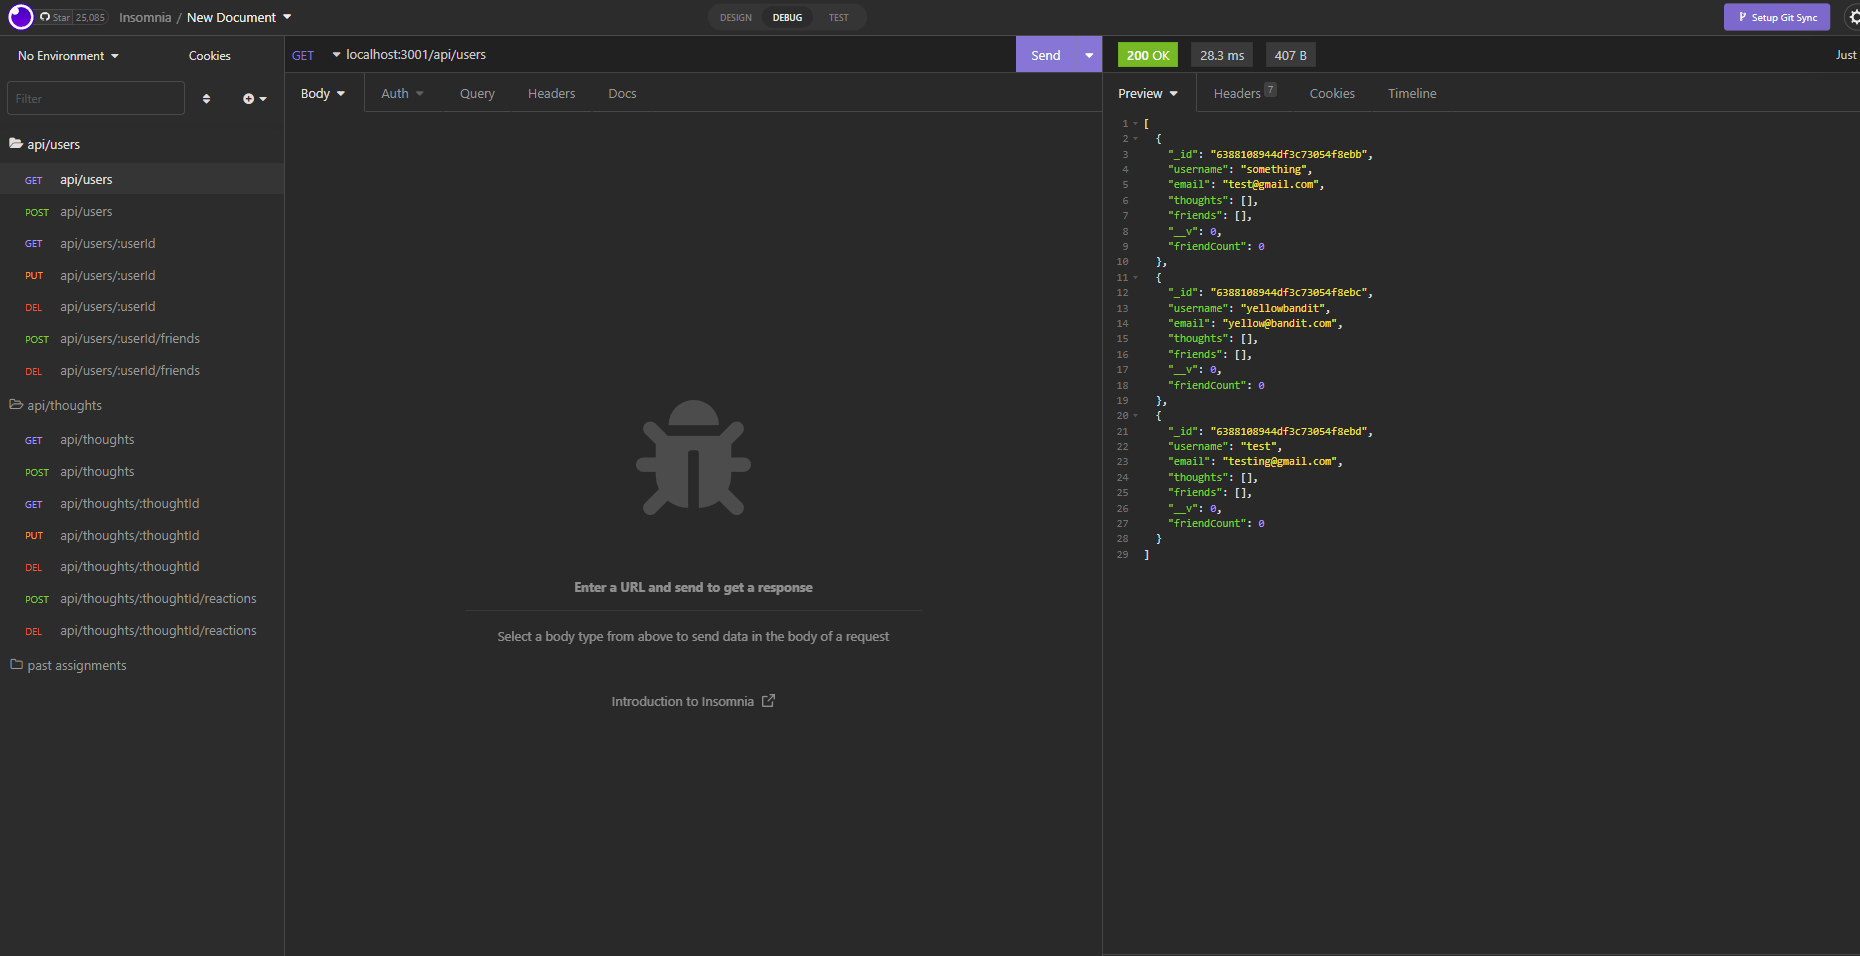 Star 25,085 Insomnia / New Document DESIGN DEBUG TEST Setup Git Sync
No Environment Cookies
Filter
api/users
GET api/users
POST api/users
GET api/users/:userId
PUT api/users/:userId
DEL api/users/:userId
POST api/users/:userId/friends
DEL api/users/:userId/friends
api/thoughts
GET api/thoughts
POST api/thoughts
GET api/thoughts/:thoughtId
PUT api/thoughts/:thoughtId
DEL api/thoughts/:thoughtId
POST api/thoughts/:thoughtId/reactions
DEL api/thoughts/:thoughtId/reactions
past assignments
GET localhost:3001/api/users Send
Body Auth Query Headers Docs
Enter a URL and send to get a response
Select a body type from above to send data in the body of a request
Introduction to Insomnia
200 OK 28.3 ms 407 B Just
Preview Headers 7 Cookies Timeline
1 [
2 {
3 "_id": "6388108944df3c73054f8ebb",
4 "username": "something",
5 "email": "test@gmail.com",
6 "thoughts": [],
7 "friends": [],
8 "__v": 0,
9 "friendCount": 0
10 },
11 {
12 "_id": "6388108944df3c73054f8ebc",
13 "username": "yellowbandit",
14 "email": "yellow@bandit.com",
15 "thoughts": [],
16 "friends": [],
17 "__v": 0,
18 "friendCount": 0
19 },
20 {
21 "_id": "6388108944df3c73054f8ebd",
22 "username": "test",
23 "email": "testing@gmail.com",
24 "thoughts": [],
25 "friends": [],
26 "__v": 0,
27 "friendCount": 0
28 }
29 ]